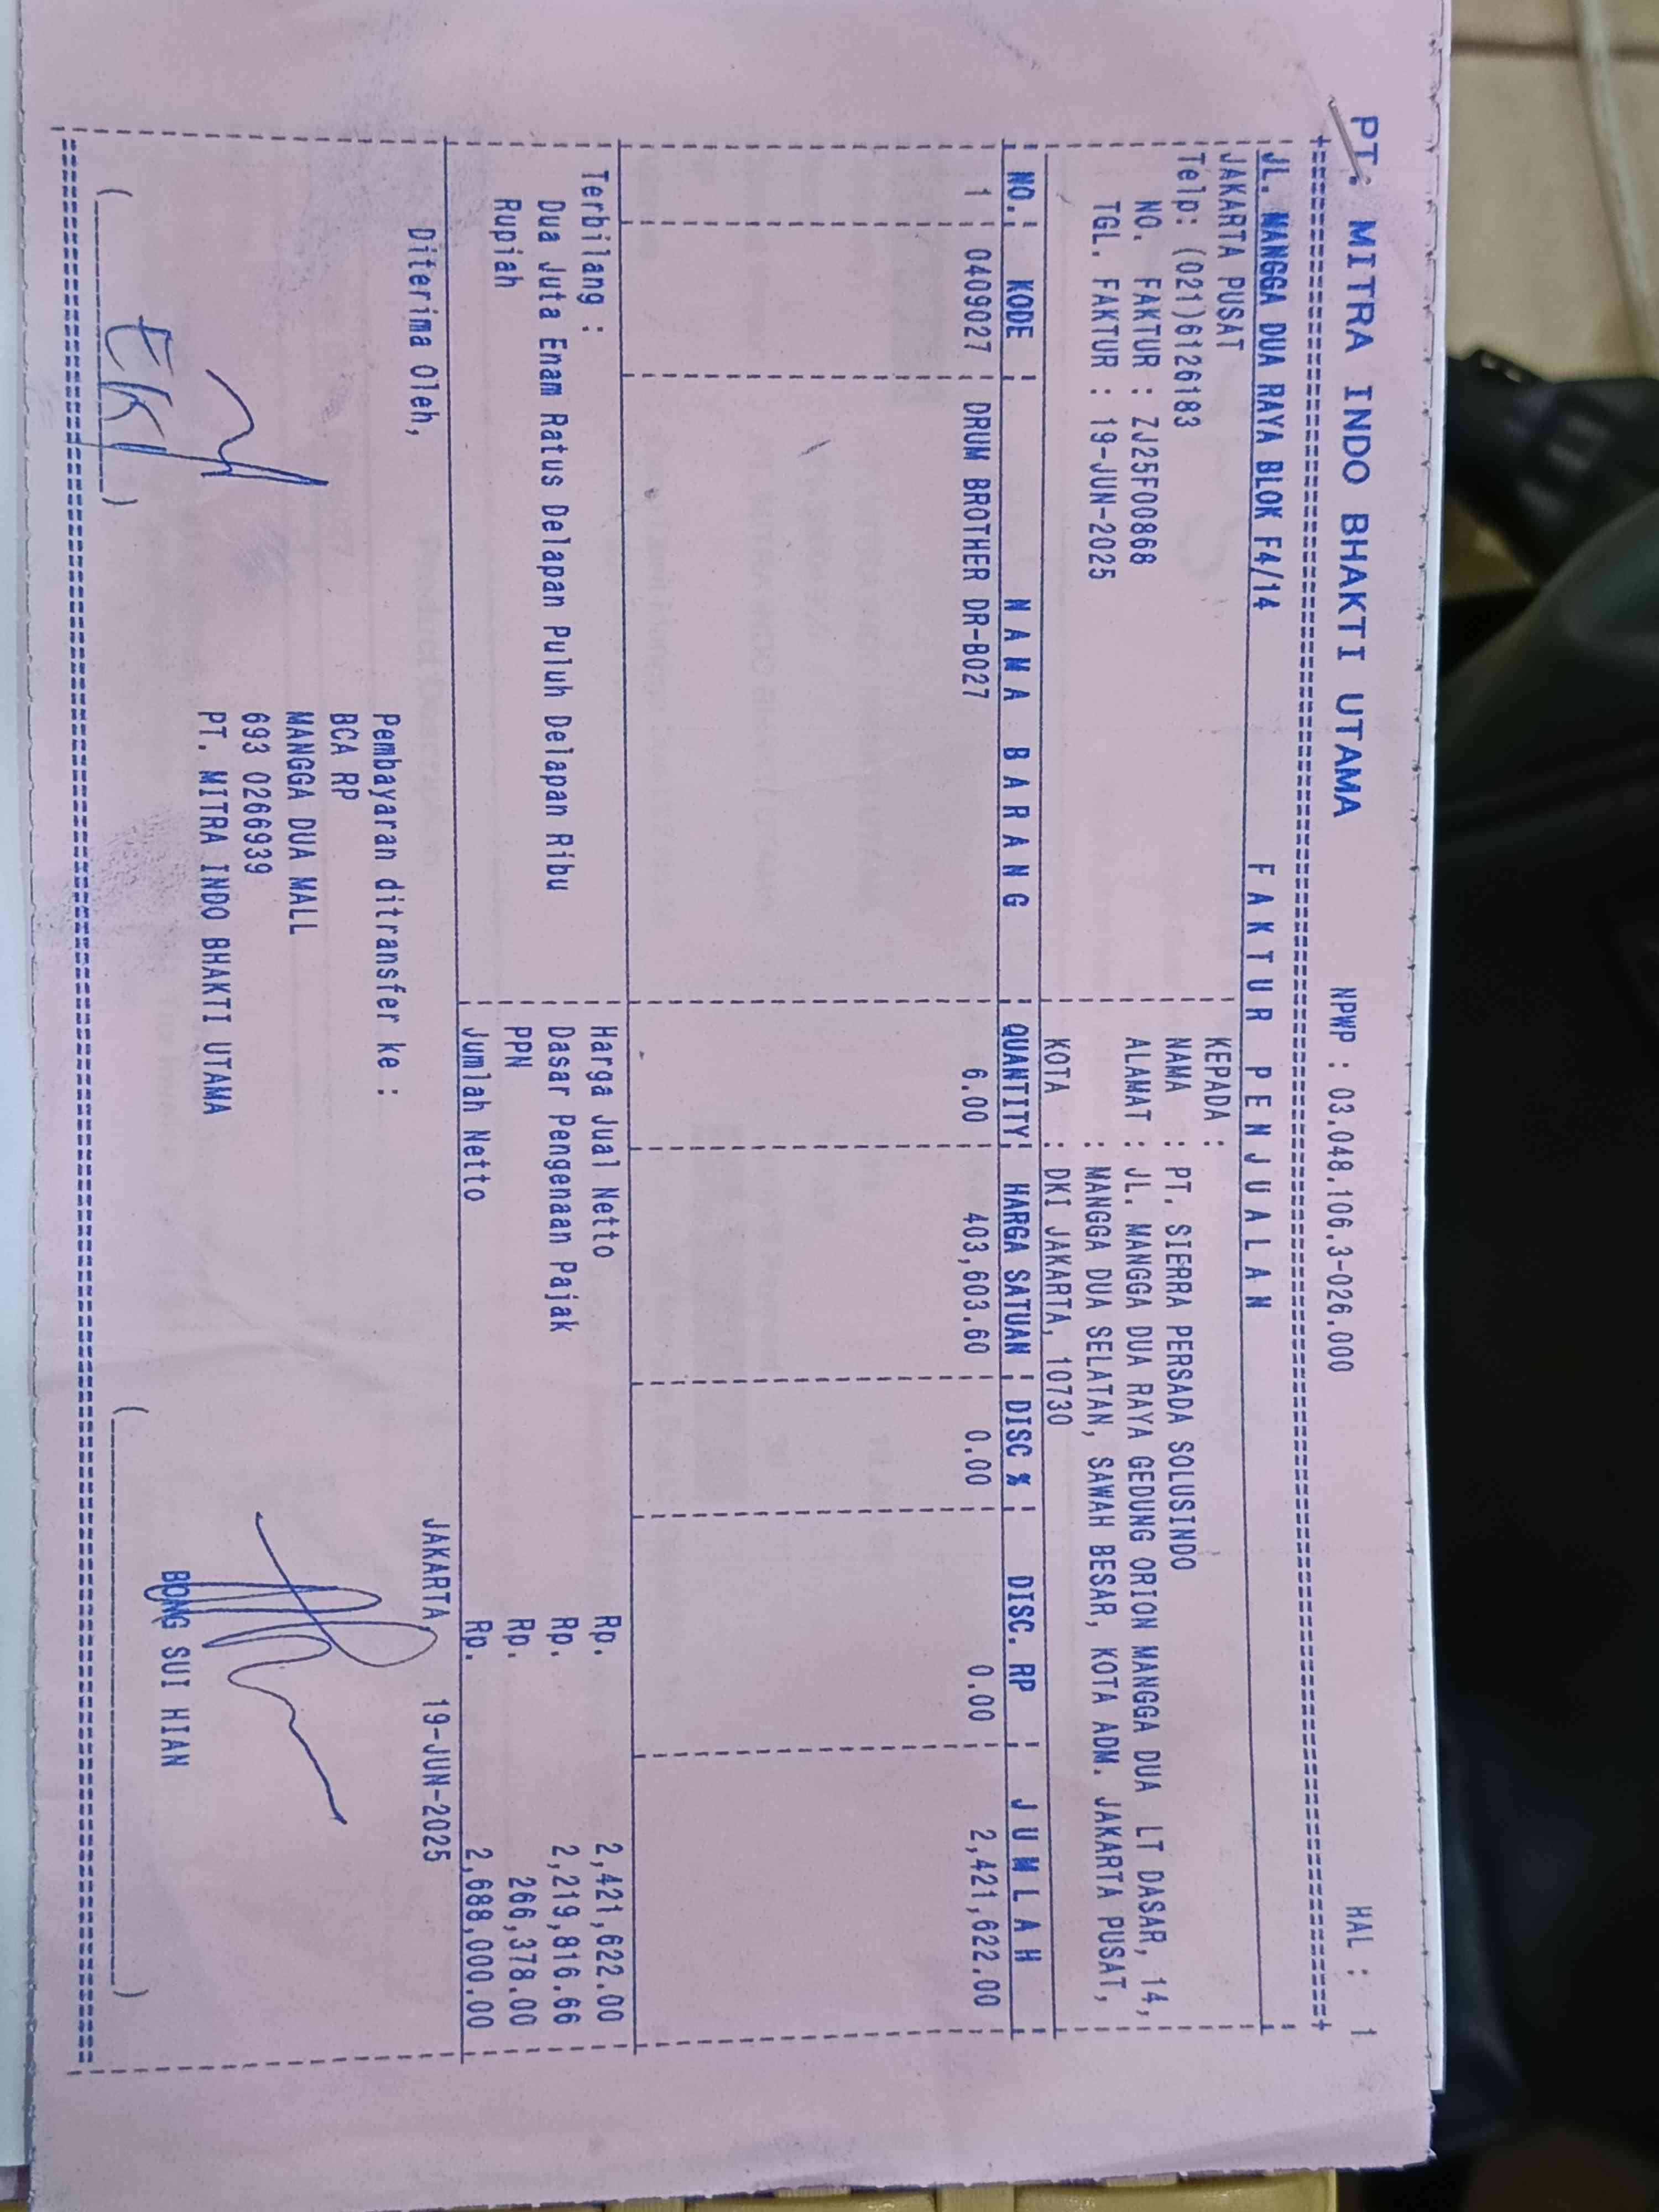 PT. MITRA INDO BHAKTI UTAMA NPWP : 03.048.106.3-026.000 HAL : 1
JL. MANGGA DUA RAYA BLOK F4/14 F A K T U R P E N J U A L A N
JAKARTA PUSAT KEPADA :
Telp: (021)6126183 NAMA : PT. SIERRA PERSADA SOLUSINDO
NO. FAKTUR : ZJ25F00868 ALAMAT : JL. MANGGA DUA RAYA GEDUNG ORION MANGGA DUA LT DASAR, 14,
TGL. FAKTUR : 19-JUN-2025 : MANGGA DUA SELATAN, SAWAH BESAR, KOTA ADM. JAKARTA PUSAT,
KOTA : DKI JAKARTA, 10730
NO. KODE N A M A B A R A N G QUANTITY HARGA SATUAN DISC % DISC. RP J U M L A H
1 0409027 DRUM BROTHER DR-B027 6.00 403,603.60 0.00 0.00 2,421,622.00
Terbilang : Harga Jual Netto Rp. 2,421,622.00
Dua Juta Enam Ratus Delapan Puluh Delapan Ribu Dasar Pengenaan Pajak Rp. 2,219,816.66
Rupiah PPN Rp. 266,378.00
Jumlah Netto Rp. 2,688,000.00
Diterima Oleh, JAKARTA, 19-JUN-2025
Pembayaran ditransfer ke :
BCA RP
MANGGA DUA MALL
693 0266939
PT. MITRA INDO BHAKTI UTAMA
BONG SUI HIAN